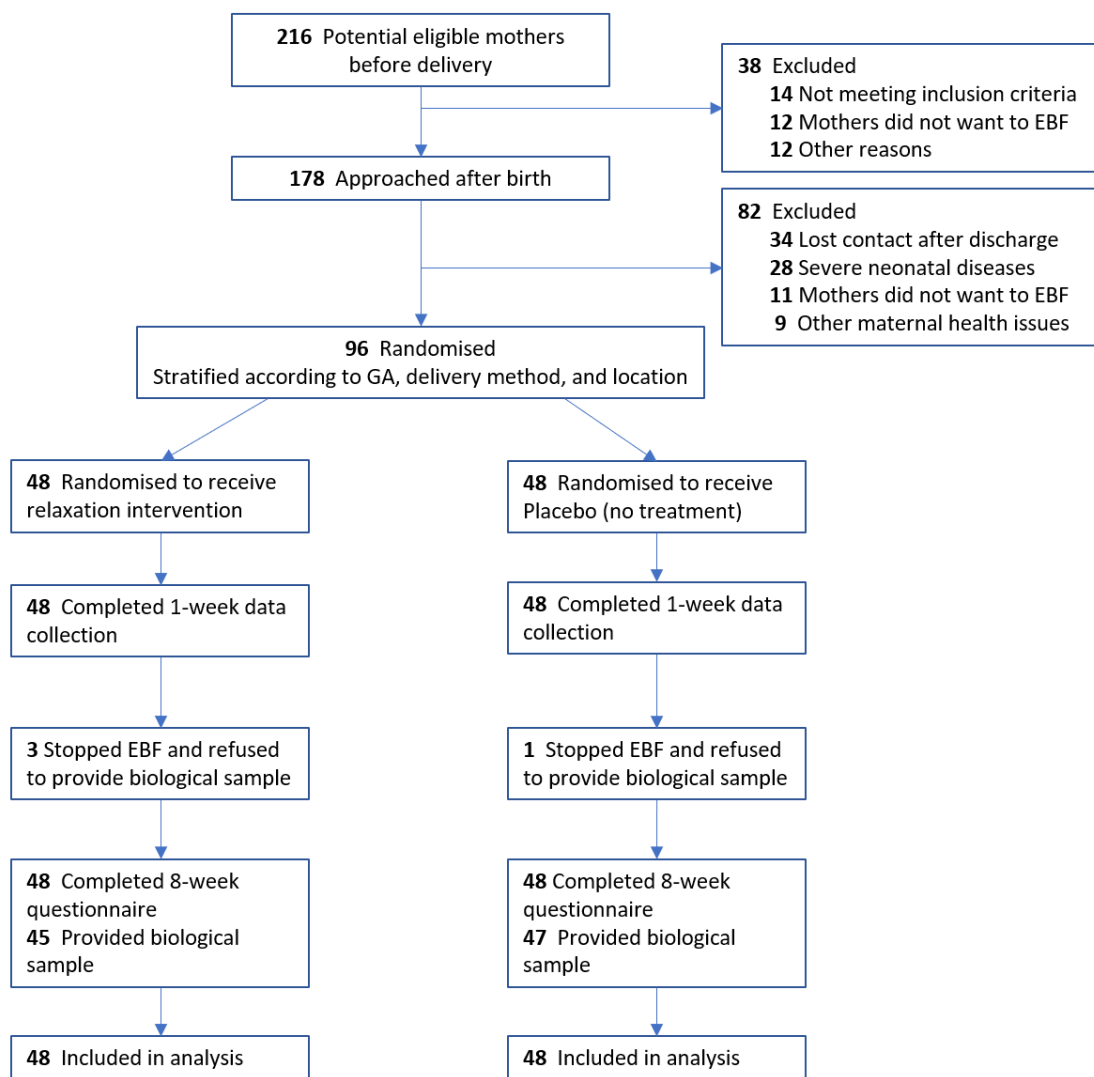 216 Potential eligible mothers
before delivery
38 Excluded
14 Not meeting inclusion criteria
12 Mothers did not want to EBF
12 Other reasons
178 Approached after birth
82 Excluded
34 Lost contact after discharge
28 Severe neonatal diseases
11 Mothers did not want to EBF
9 Other maternal health issues
96 Randomised
Stratified according to GA, delivery method, and location
48 Randomised to receive
relaxation intervention
48 Randomised to receive
Placebo (no treatment)
48 Completed 1-week data
collection
48 Completed 1-week data
collection
3 Stopped EBF and refused
to provide biological sample
1 Stopped EBF and refused
to provide biological sample
48 Completed 8-week
questionnaire
45 Provided biological
sample
48 Completed 8-week
questionnaire
47 Provided biological
sample
48 Included in analysis
48 Included in analysis